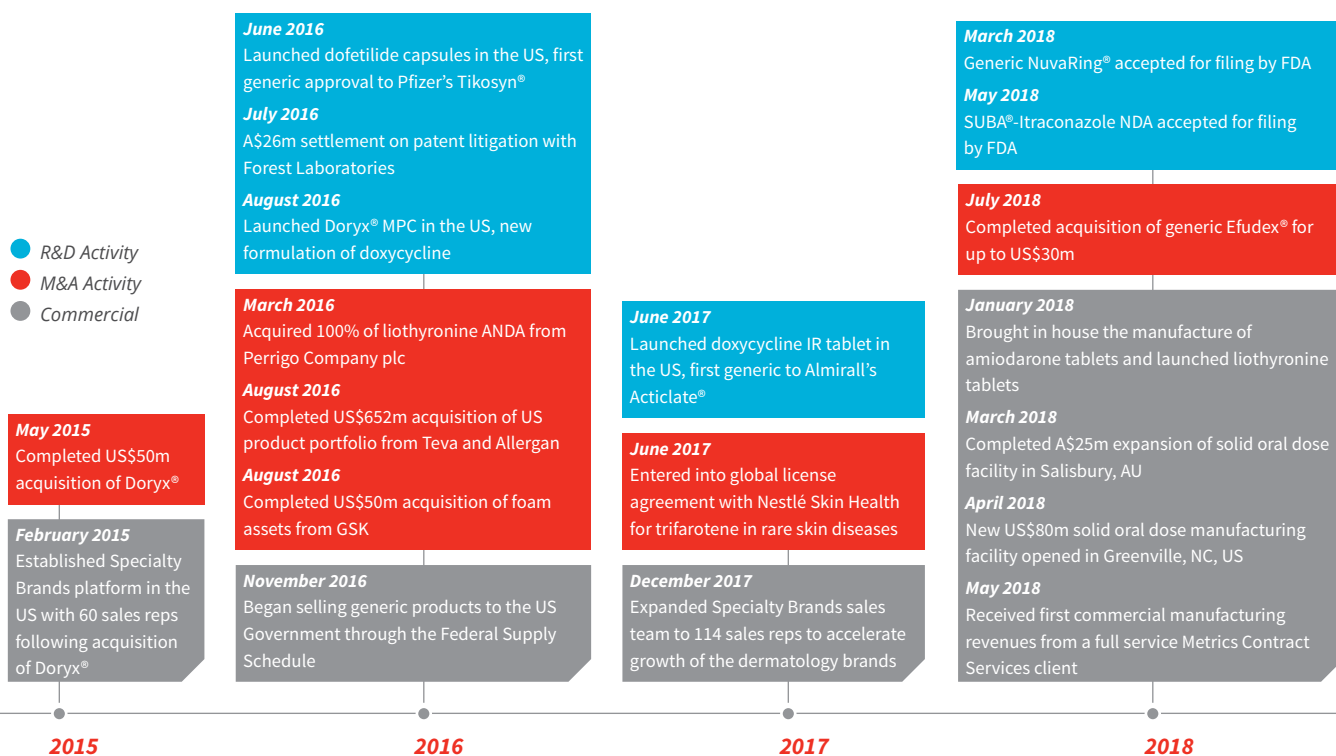 R&D Activity
M&A Activity
Commercial
May 2015
Completed US$50m
acquisition of Doryx®
February 2015
Established Specialty
Brands platform in the
US with 60 sales reps
following acquisition
of Doryx®
June 2016
Launched dofetilide capsules in the US, first
generic approval to Pfizer’s Tikosyn®
July 2016
A$26m settlement on patent litigation with
Forest Laboratories
August 2016
Launched Doryx® MPC in the US, new
formulation of doxycycline
March 2016
Acquired 100% of liothyronine ANDA from
Perrigo Company plc
August 2016
Completed US$652m acquisition of US
product portfolio from Teva and Allergan
August 2016
Completed US$50m acquisition of foam
assets from GSK
November 2016
Began selling generic products to the US
Government through the Federal Supply
Schedule
June 2017
Launched doxycycline IR tablet in
the US, first generic to Almirall’s
Acticlate®
June 2017
Entered into global license
agreement with Nestlé Skin Health
for trifarotene in rare skin diseases
December 2017
Expanded Specialty Brands sales
team to 114 sales reps to accelerate
growth of the dermatology brands
March 2018
Generic NuvaRing® accepted for filing by FDA
May 2018
SUBA®-Itraconazole NDA accepted for filing
by FDA
July 2018
Completed acquisition of generic Efudex® for
up to US$30m
January 2018
Brought in house the manufacture of
amiodarone tablets and launched liothyronine
tablets
March 2018
Completed A$25m expansion of solid oral dose
facility in Salisbury, AU
April 2018
New US$80m solid oral dose manufacturing
facility opened in Greenville, NC, US
May 2018
Received first commercial manufacturing
revenues from a full service Metrics Contract
Services client
2015
2016
2017
2018